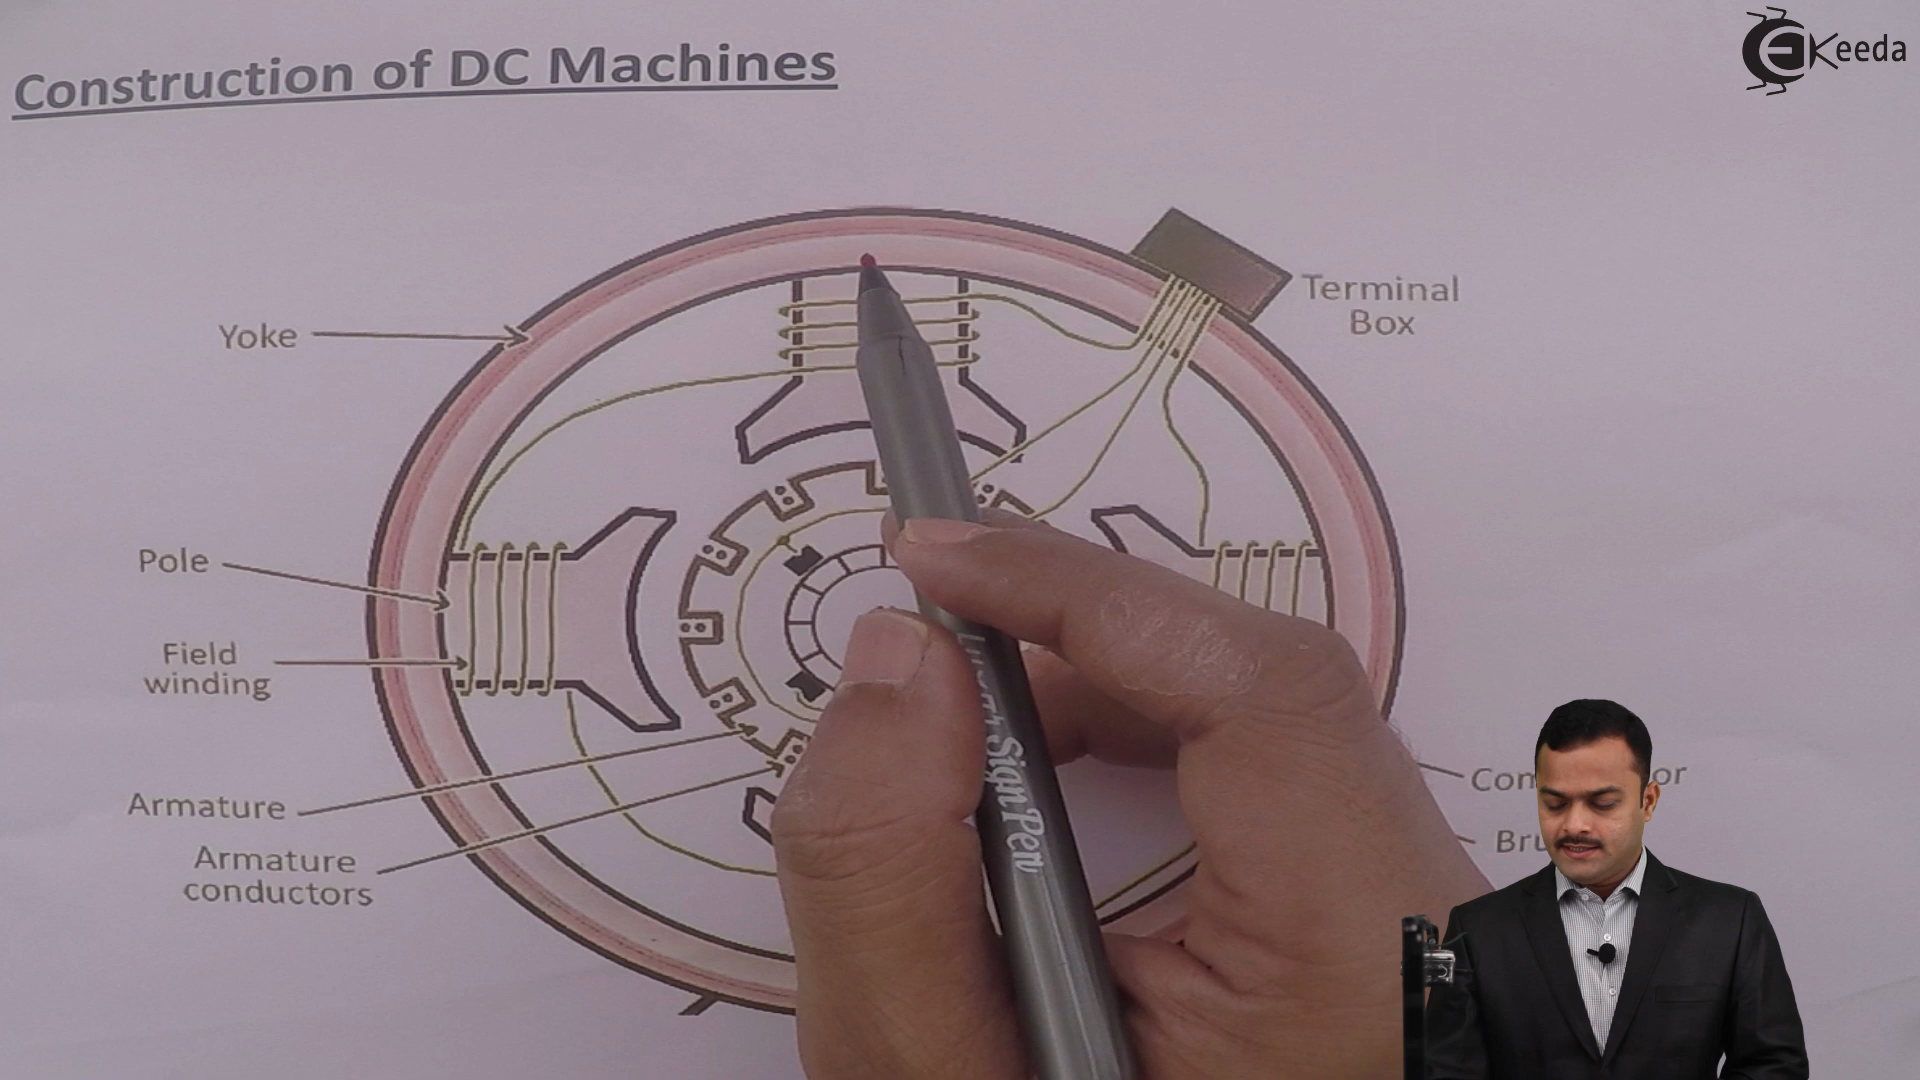 Construction of DC Machines
Keeda
Terminal
Box
Yoke
Pole
Field
winding
Armature
Armature
conductors
Sign Pen